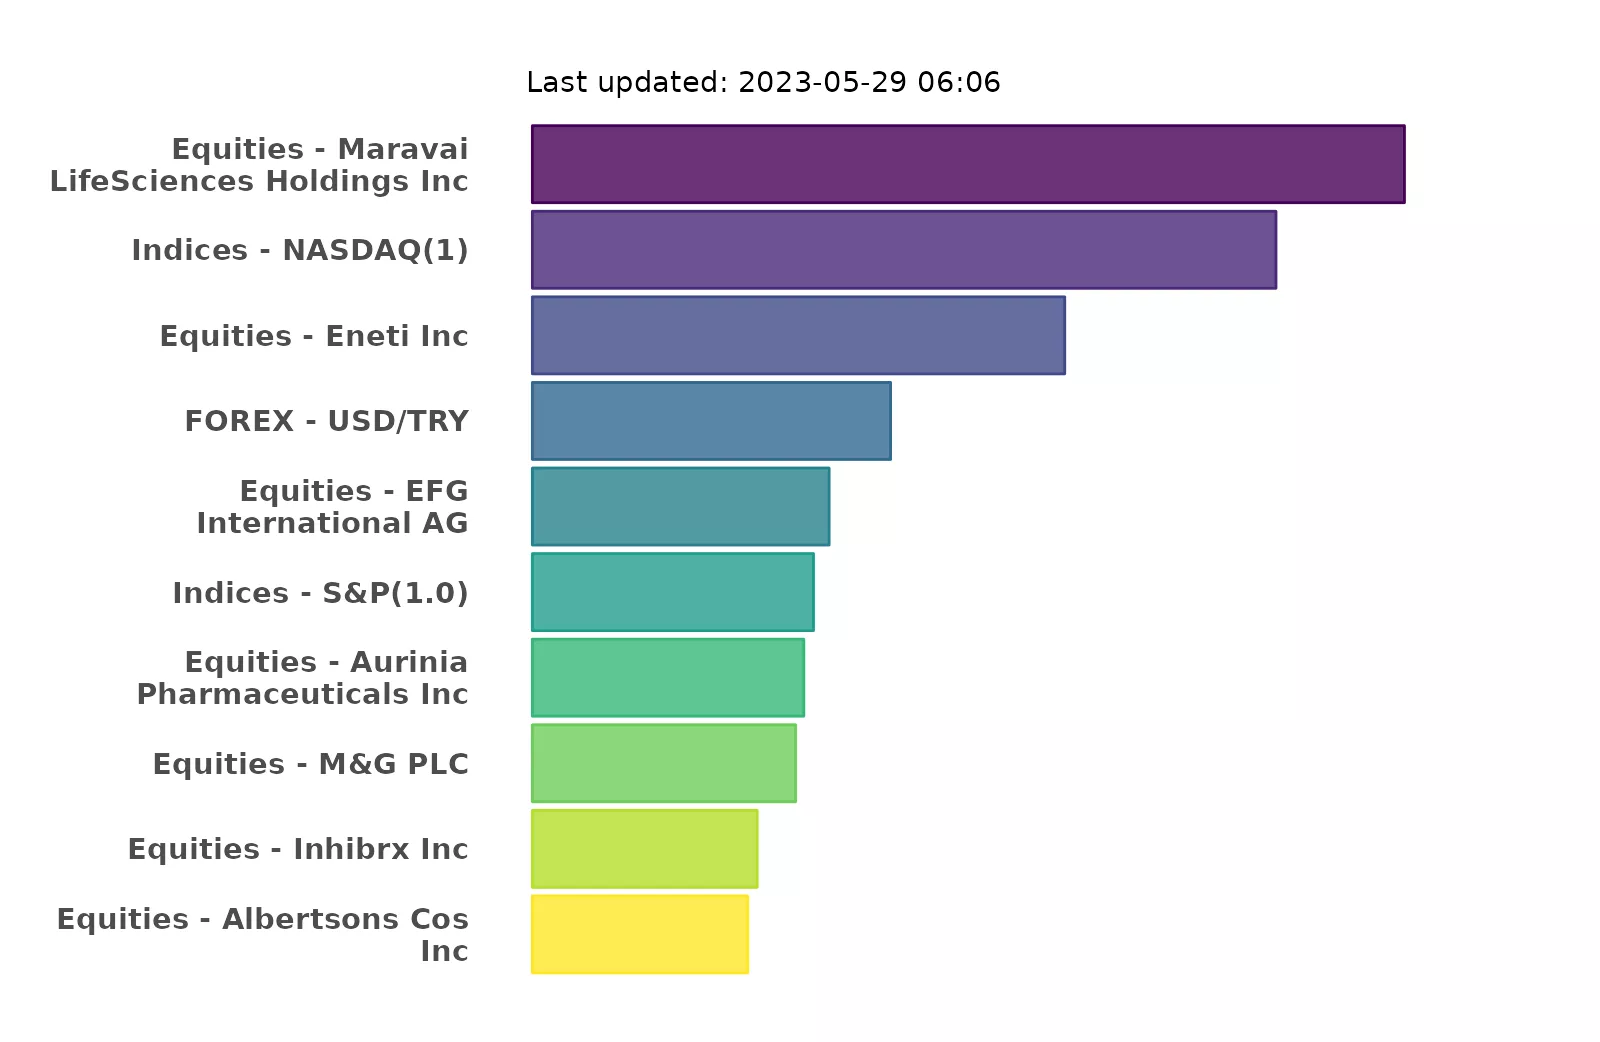 Last updated: 2023-05-29 06:06
Equities - Maravai
LifeSciences Holdings Inc
Indices - NASDAQ(1)
Equities - Eneti Inc
FOREX - USD/TRY
Equities - EFG
International AG
Indices - S&P(1.0)
Equities - Aurinia
Pharmaceuticals Inc
Equities - M&G PLC
Equities - Inhibrx Inc
Equities - Albertsons Cos
Inc